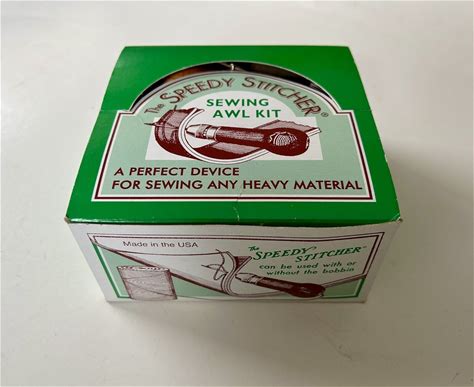 The SPEEDY STITCHER®
SEWING
AWL KIT
A PERFECT DEVICE
FOR SEWING ANY HEAVY MATERIAL
Made in the USA
The SPEEDY
STITCHER®
can be used with or
without the bobbin